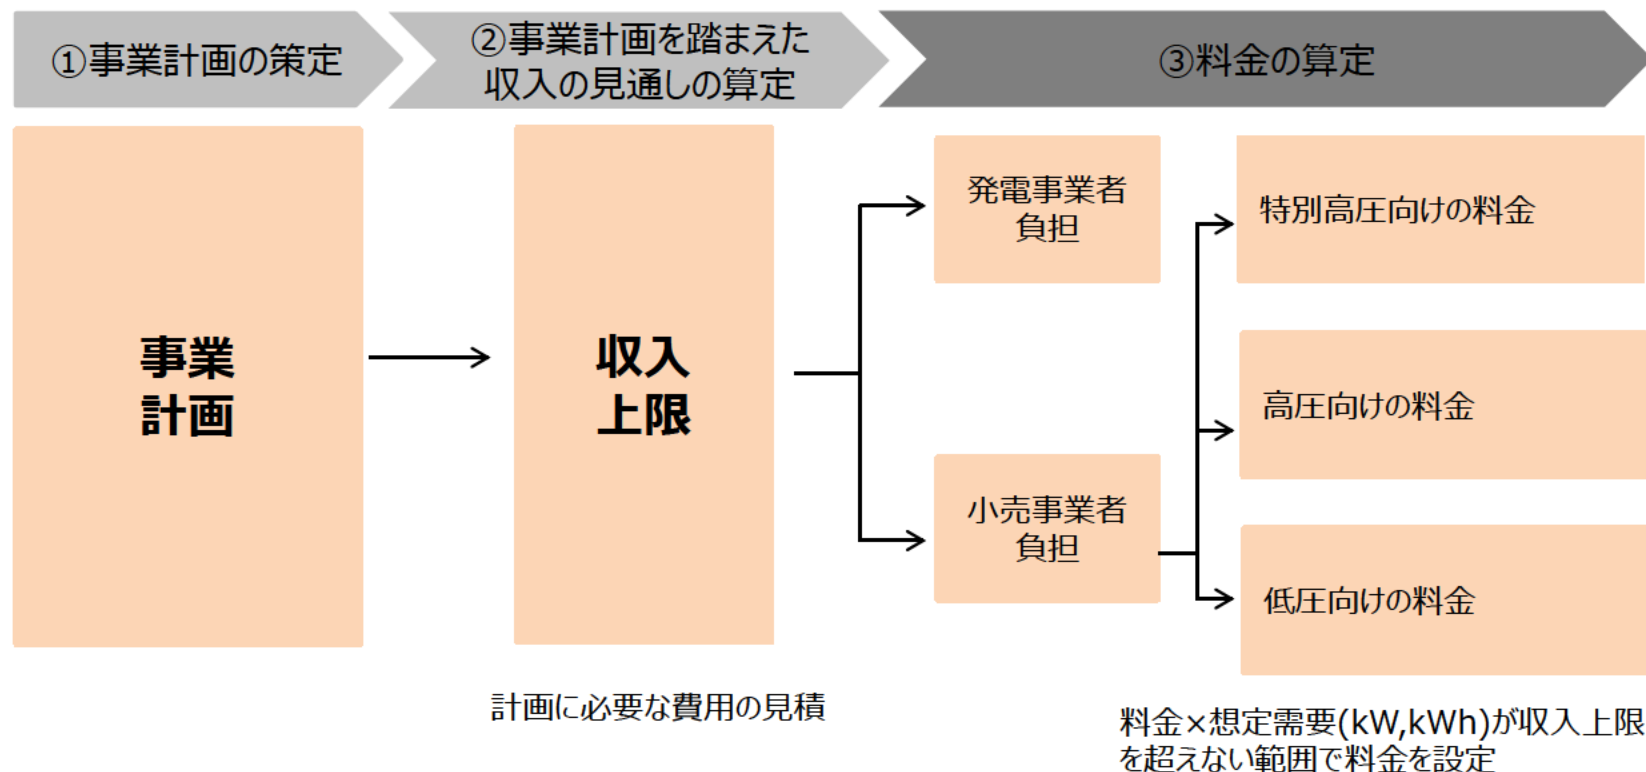 ①事業計画の策定
②事業計画を踏まえた
収入の見通しの算定
③料金の算定
事業
計画
収入
上限
発電事業者
負担
小売事業者
負担
特別高圧向けの料金
高圧向けの料金
低圧向けの料金
計画に必要な費用の見積
料金×想定需要(kW,kWh)が収入上限
を超えない範囲で料金を設定